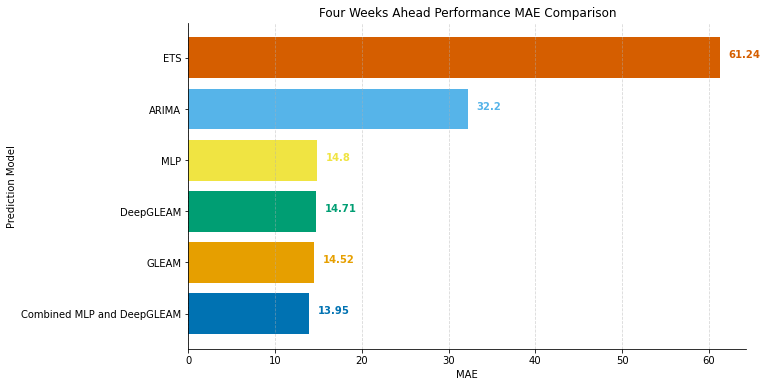 Four Weeks Ahead Performance MAE Comparison
Prediction Model
ETS
61.24
ARIMA
32.2
MLP
14.8
DeepGLEAM
14.71
GLEAM
14.52
Combined MLP and DeepGLEAM
13.95
0 10 20 30 40 50 60
MAE